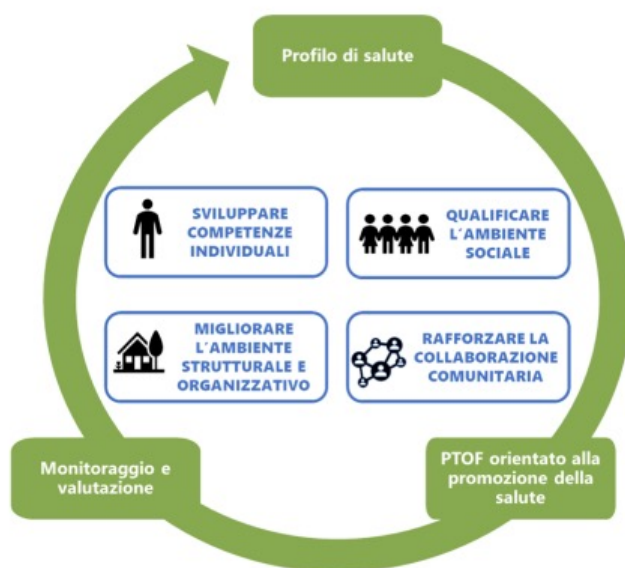 Profilo di salute
SVILUPPARE
COMPETENZE
INDIVIDUALI
QUALIFICARE
L´AMBIENTE
SOCIALE
MIGLIORARE
L´AMBIENTE
STRUTTURALE E
ORGANIZZATIVO
RAFFORZARE LA
COLLABORAZIONE
COMUNITARIA
Monitoraggio e
valutazione
PTOF orientato alla
promozione della
salute